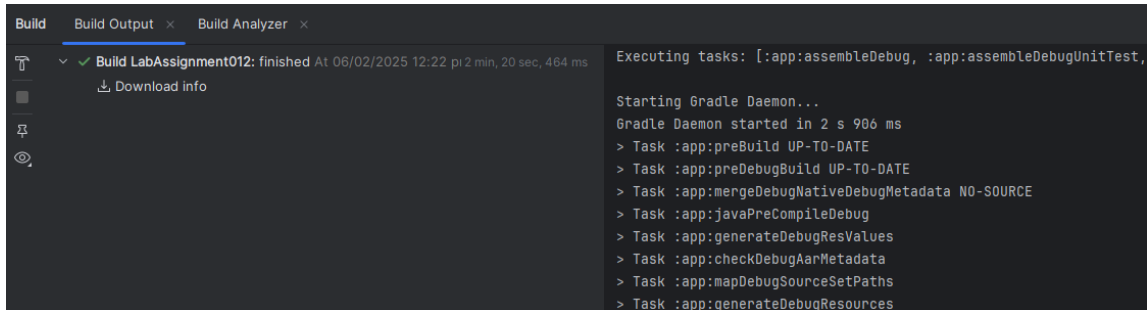 Build Build Output × Build Analyzer ×
Build LabAssignment012: finished At 06/02/2025 12:22 2 min, 20 sec, 464 ms
Download info
Executing tasks: [:app:assembleDebug, :app:assembleDebugUnitTest,
Starting Gradle Daemon...
Gradle Daemon started in 2 s 906 ms
> Task :app:preBuild UP-TO-DATE
> Task :app:preDebugBuild UP-TO-DATE
> Task :app:mergeDebugNativeDebugMetadata NO-SOURCE
> Task :app:javaPreCompileDebug
> Task :app:generateDebugResValues
> Task :app:checkDebugAarMetadata
> Task :app:mapDebugSourceSetPaths
> Task :app:generateDebugResources